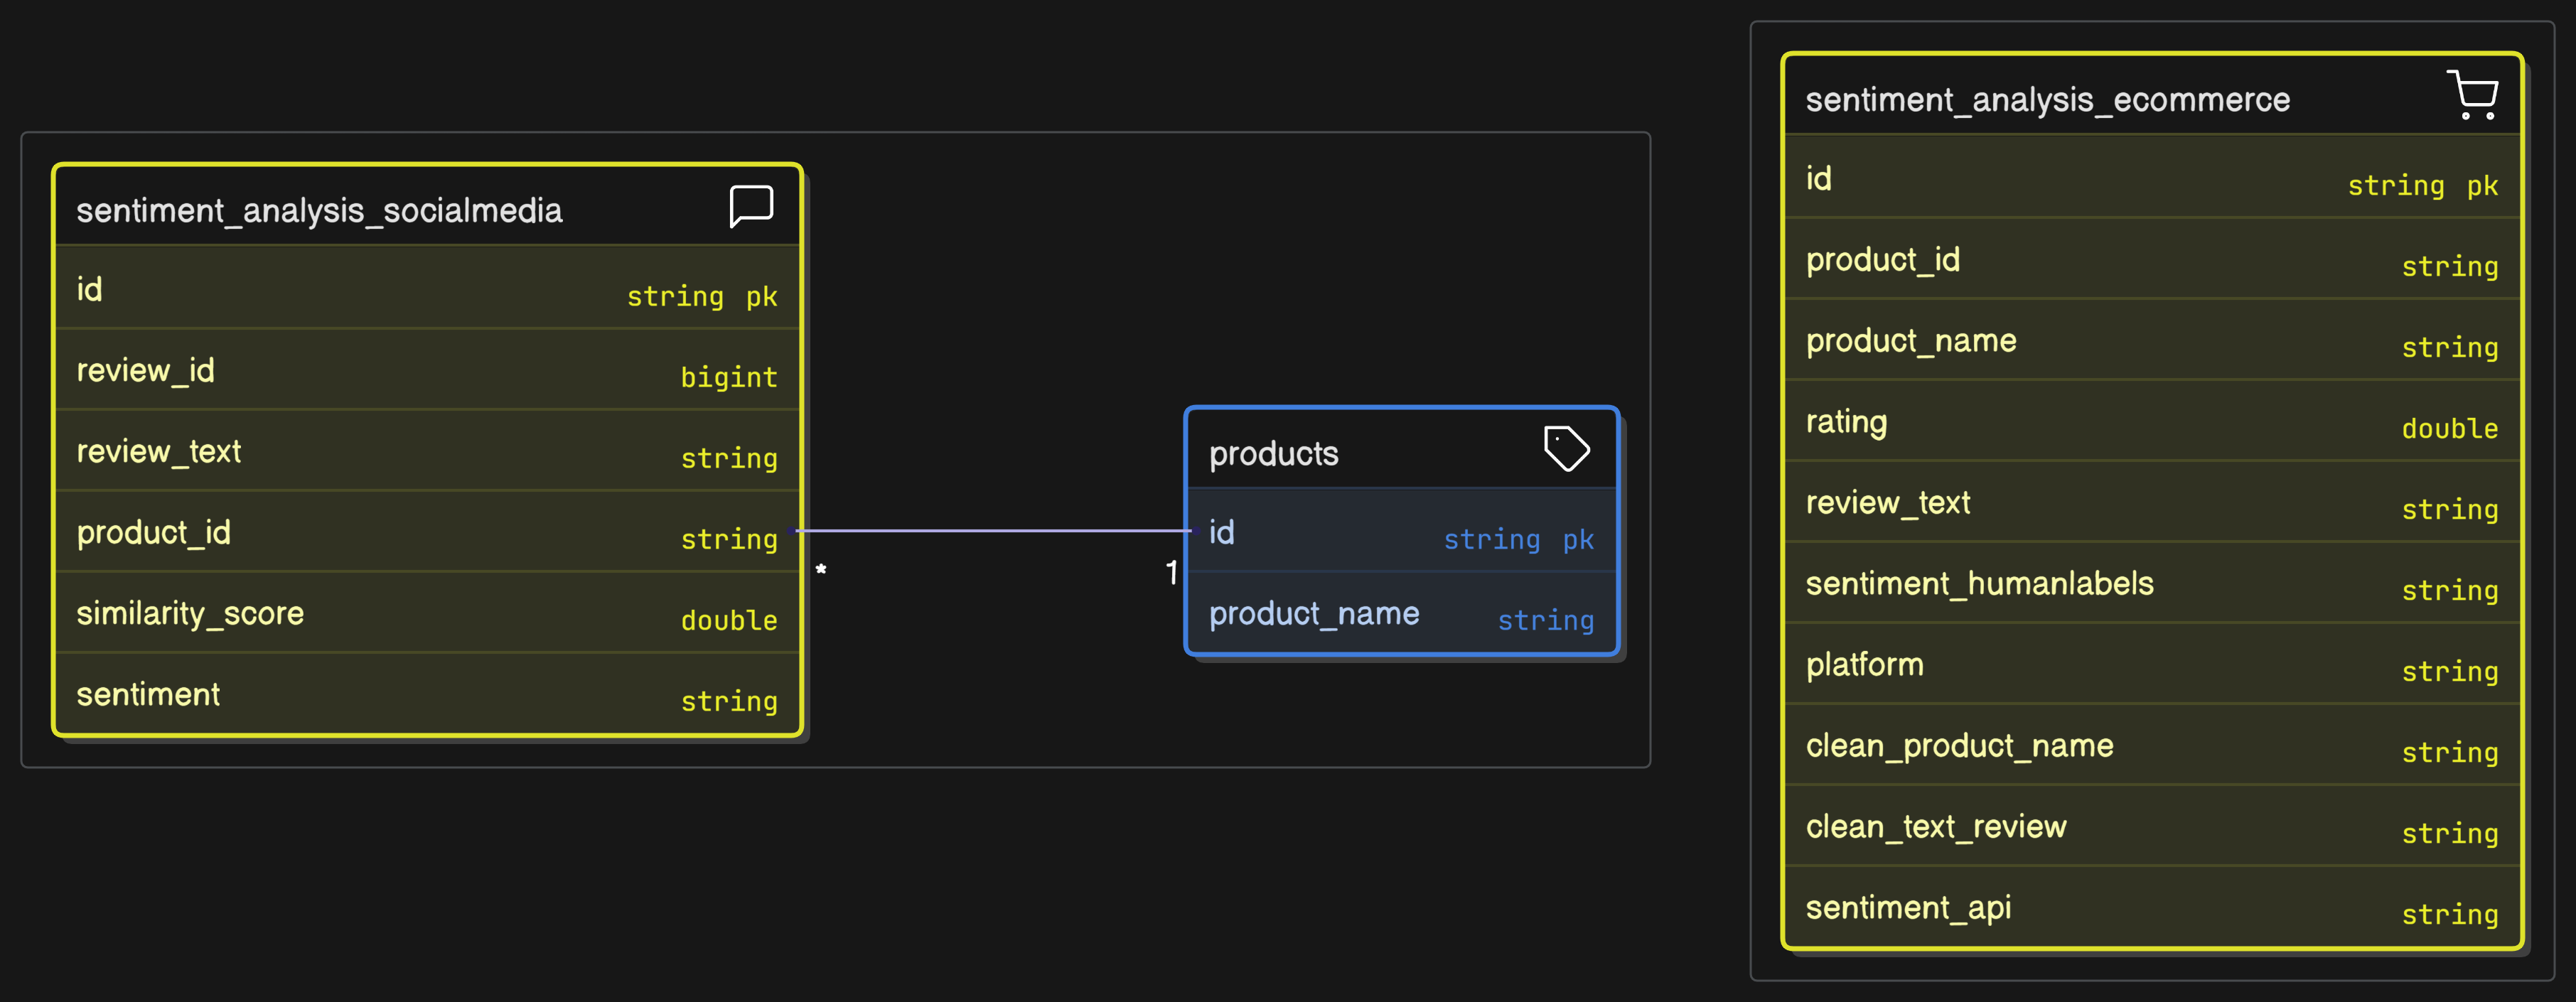 sentiment_analysis_socialmedia
id string pk
review_id bigint
review_text string
product_id string
similarity_score double
sentiment string
* 1
products
id string pk
product_name string
sentiment_analysis_ecommerce
id string pk
product_id string
product_name string
rating double
review_text string
sentiment_humanlabels string
platform string
clean_product_name string
clean_text_review string
sentiment_api string